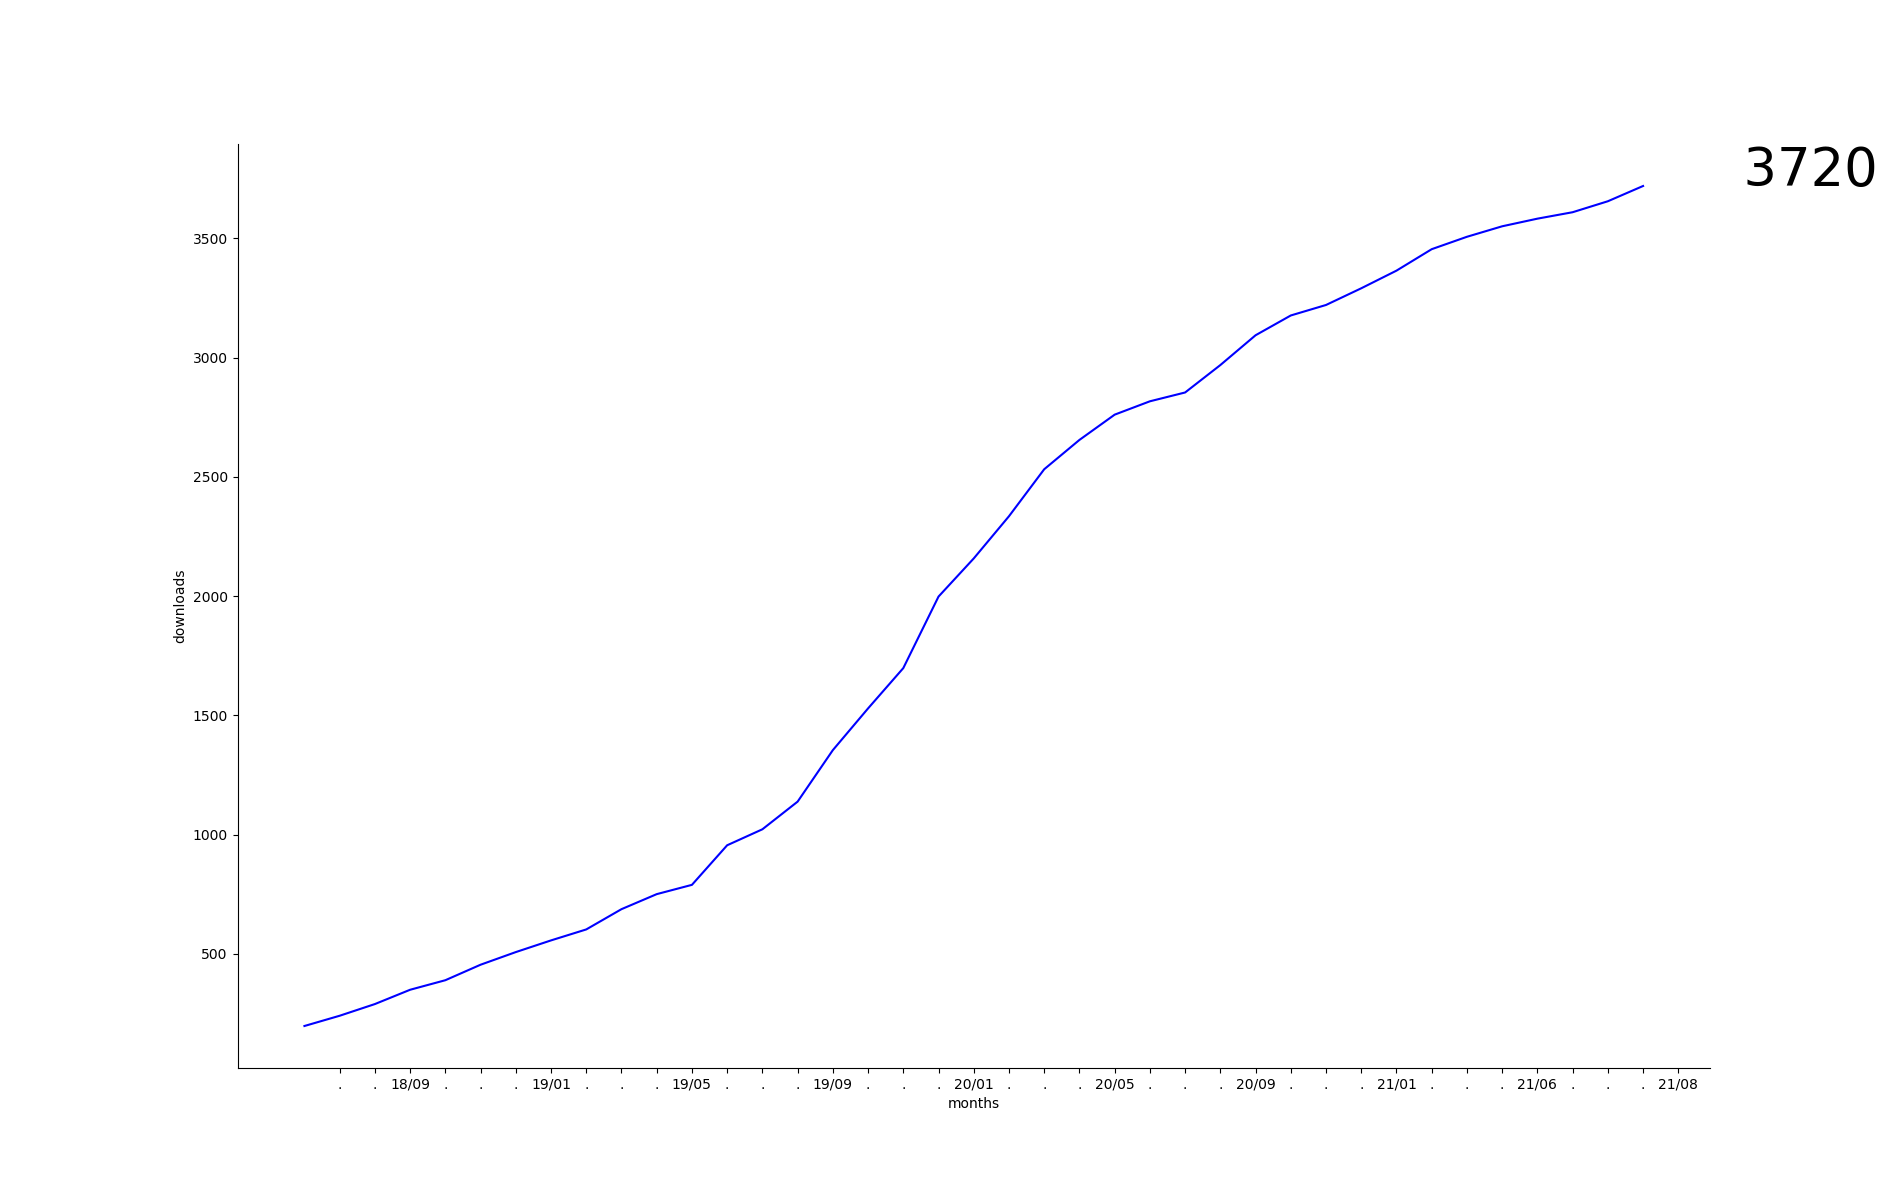 3720
3500
3000
2500
2000
1500
1000
500
downloads
. . 18/09 . . . 19/01 . . . 19/05 . . . 19/09 . . . 20/01 . . . 20/05 . . . 20/09 . . . 21/01 . . . 21/06 . . . 21/08
months